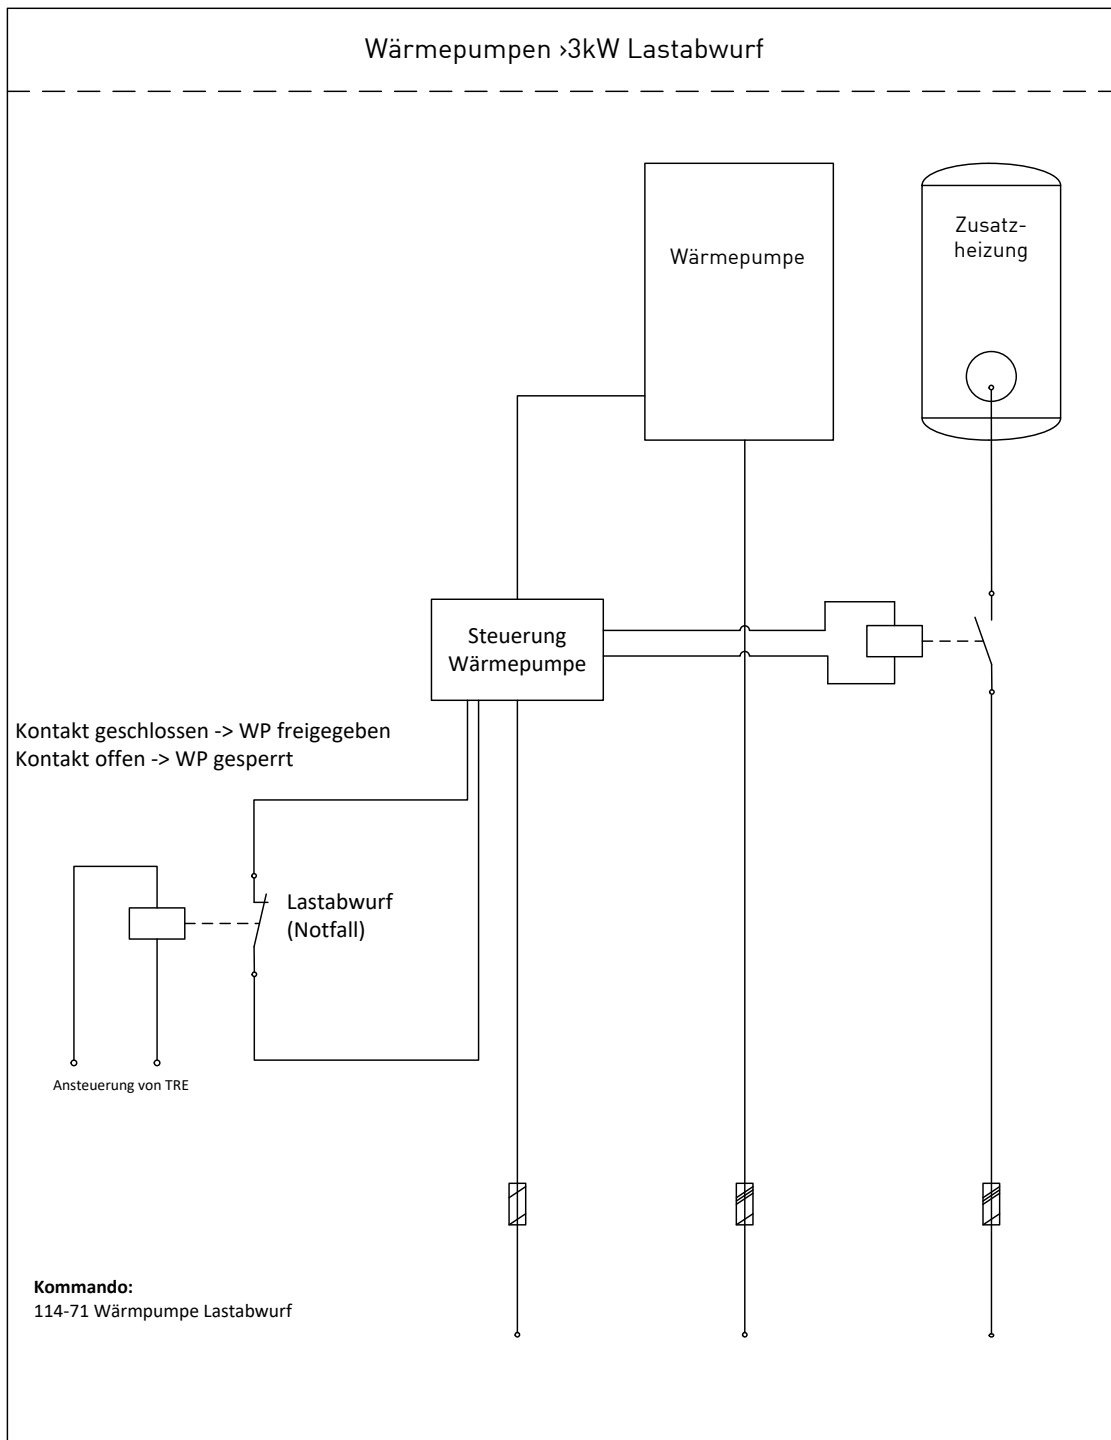 Wärmepumpen >3kW Lastabwurf
Wärmepumpe
Zusatz-
heizung
Steuerung
Wärmepumpe
Kontakt geschlossen -> WP freigegeben
Kontakt offen -> WP gesperrt
Lastabwurf
(Notfall)
Ansteuerung von TRE
Kommando:
114-71 Wärmpumpe Lastabwurf